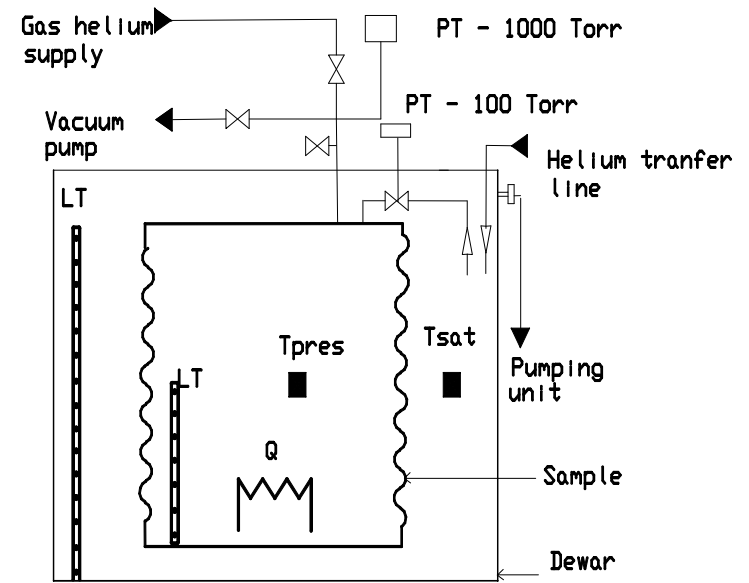 Gas helium
supply
PT - 1000 Torr
PT - 100 Torr
Vacuum
pump
Helium tranfer
line
LT
Tpres
Tsat
LT
Pumping
unit
Q
Sample
Dewar